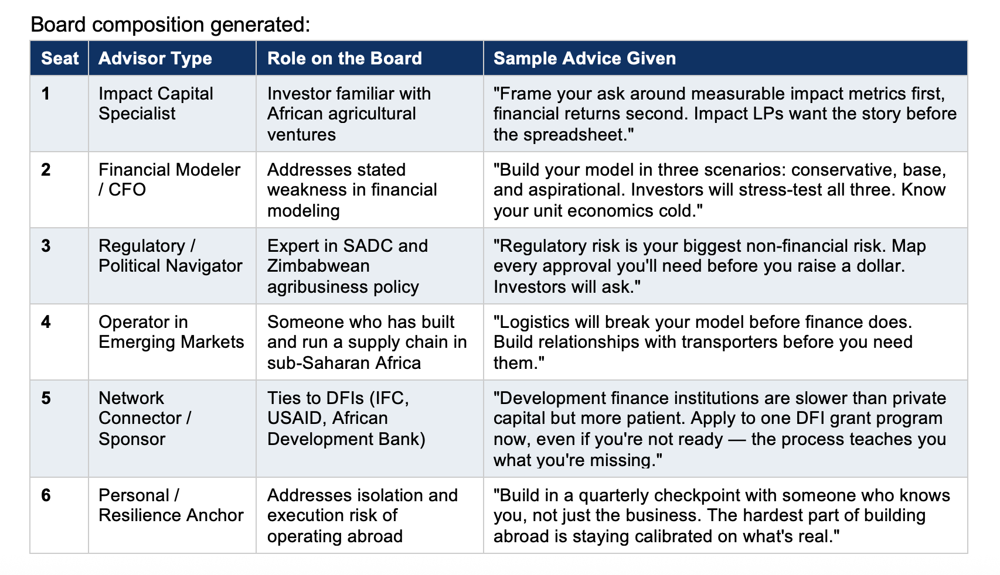 Board composition generated:
Seat
Advisor Type
Role on the Board
Sample Advice Given
1
Impact Capital
Specialist
Investor familiar with
African agricultural
ventures
"Frame your ask around measurable impact metrics first,
financial returns second. Impact LPs want the story before
the spreadsheet."
2
Financial Modeler
/ CFO
Addresses stated
weakness in financial
modeling
"Build your model in three scenarios: conservative, base,
and aspirational. Investors will stress-test all three. Know
your unit economics cold."
3
Regulatory /
Political Navigator
Expert in SADC and
Zimbabwean
agribusiness policy
"Regulatory risk is your biggest non-financial risk. Map
every approval you'll need before you raise a dollar.
Investors will ask."
4
Operator in
Emerging Markets
Someone who has built
and run a supply chain in
sub-Saharan Africa
"Logistics will break your model before finance does.
Build relationships with transporters before you need
them."
5
Network
Connector /
Sponsor
Ties to DFIs (IFC,
USAID, African
Development Bank)
"Development finance institutions are slower than private
capital but more patient. Apply to one DFI grant program
now, even if you're not ready — the process teaches you
what you're missing."
6
Personal /
Resilience Anchor
Addresses isolation and
execution risk of
operating abroad
"Build in a quarterly checkpoint with someone who knows
you, not just the business. The hardest part of building
abroad is staying calibrated on what's real."